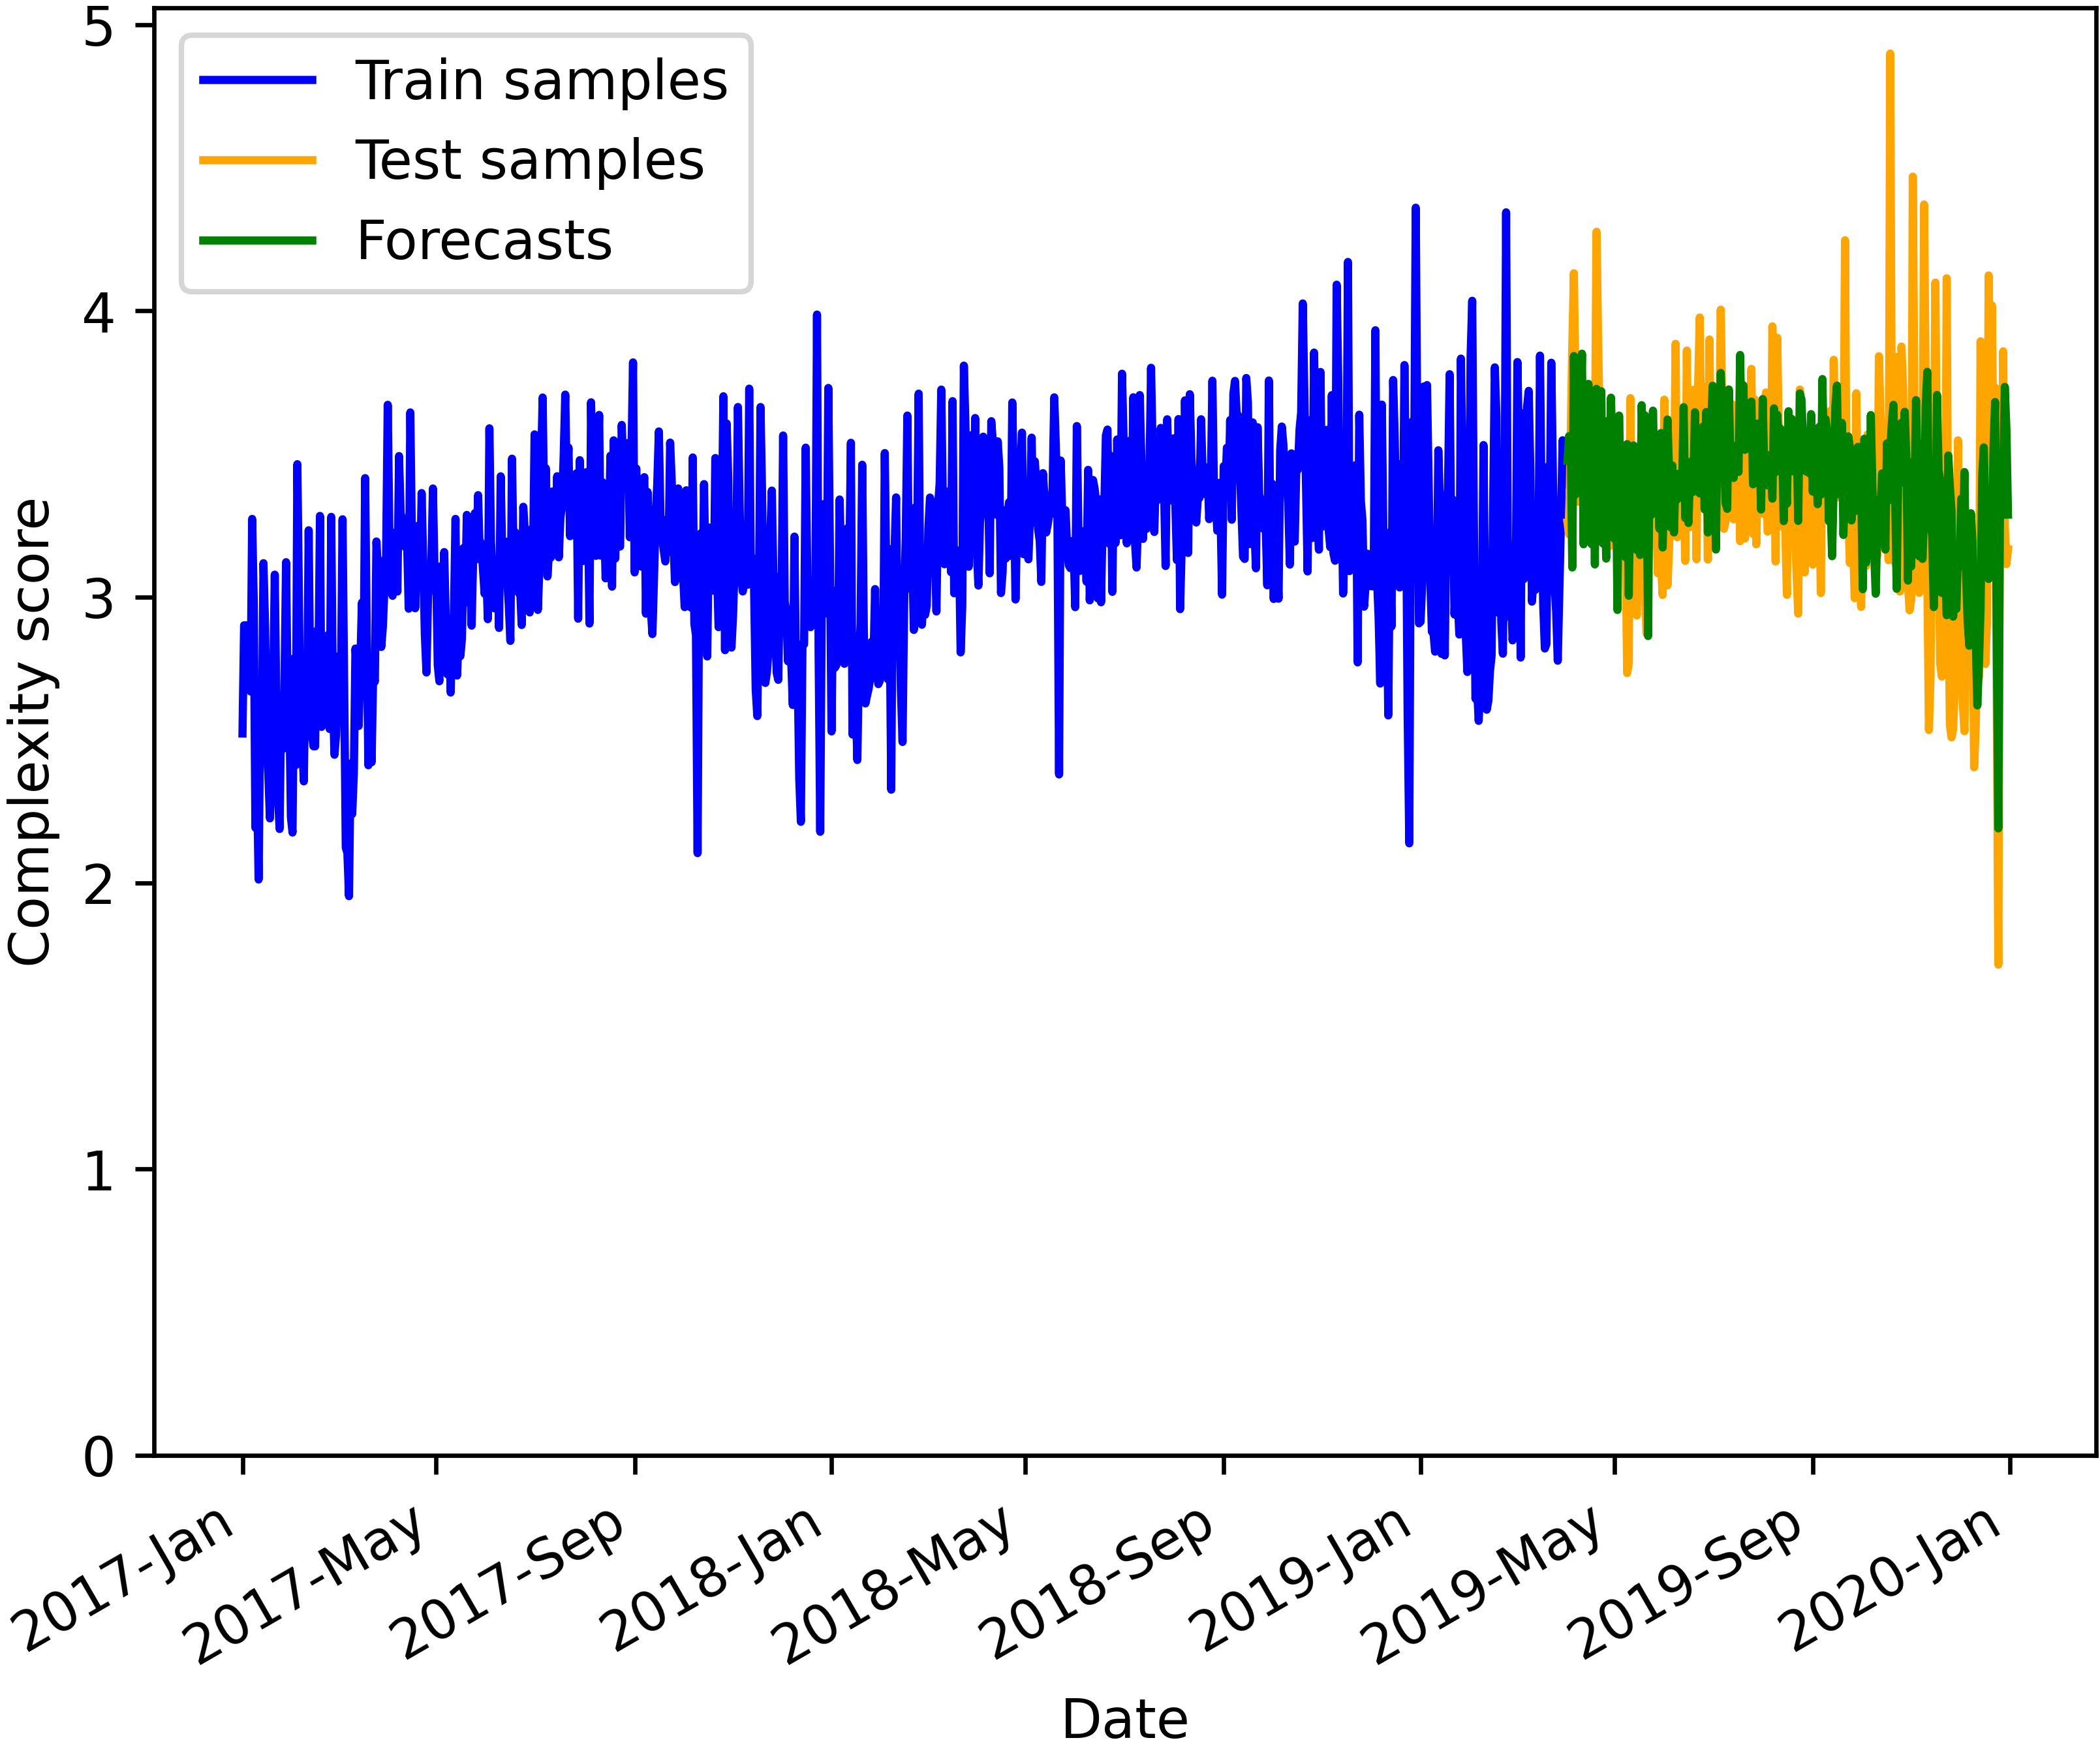 5
4
3
2
1
0
Complexity score
Train samples
Test samples
Forecasts
2017-Jan
2017-May
2017-Sep
2018-Jan
2018-May
2018-Sep
2019-Jan
2019-May
2019-Sep
2020-Jan
Date